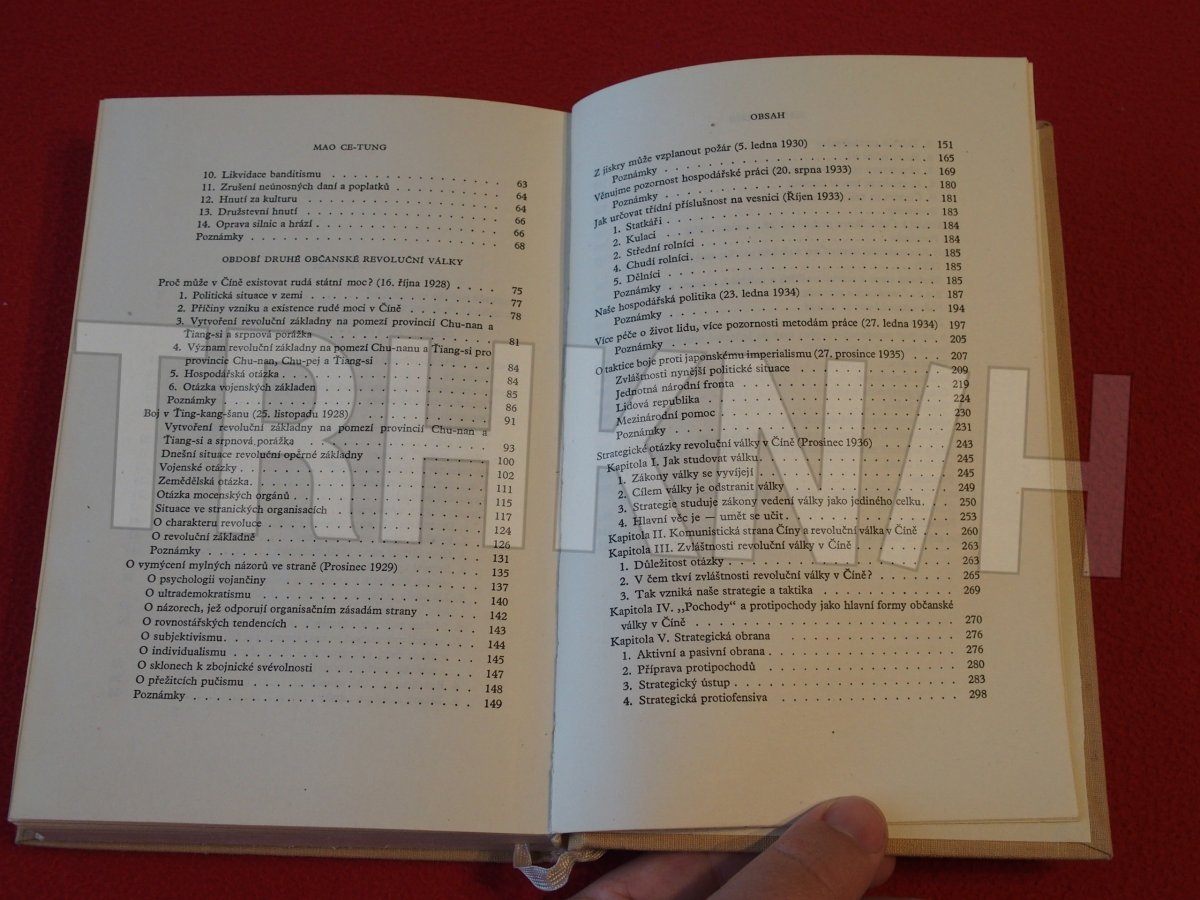 MAO CE-TUNG
10. Likvidace banditismu . . . . . . . . . . . . . . . . 63
11. Zrušení neúnosných daní a poplatků . . . . . . . . . 64
12. Hnutí za kulturu . . . . . . . . . . . . . . . . . . 64
13. Družstevní hnutí . . . . . . . . . . . . . . . . . . 66
14. Oprava silnic a hrází . . . . . . . . . . . . . . . . 66
Poznámky . . . . . . . . . . . . . . . . . . . . . . 68
OBDOBÍ DRUHÉ OBČANSKÉ REVOLUČNÍ VÁLKY
Proč může v Číně existovat rudá státní moc? (16. října 1928) . . . . 75
1. Politická situace v zemi . . . . . . . . . . . . . . . 77
2. Příčiny vzniku a existence rudé moci v Číně . . . . . . 78
3. Vytvoření revoluční základny na pomezí provincií Chu-nan a
Ťiang-si a srpnová porážka . . . . . . . . . . . . . . 81
4. Význam revoluční základny na pomezí Chu-nanu a Ťiang-si pro
provincie Chu-nan, Chu-pej a Ťiang-si . . . . . . . . . 84
5. Hospodářská otázka . . . . . . . . . . . . . . . . . . 84
6. Otázka vojenských základen . . . . . . . . . . . . . . 85
Poznámky . . . . . . . . . . . . . . . . . . . . . . 86
Boj v Ťing-kang-šanu (25. listopadu 1928) . . . . . . . . . . 91
Vytvoření revoluční základny na pomezí provincií Chu-nan a
Ťiang-si a srpnová porážka . . . . . . . . . . . . . . 93
Dnešní situace revoluční opěrné základny . . . . . . . . 100
Vojenské otázky . . . . . . . . . . . . . . . . . . . 102
Zemědělská otázka . . . . . . . . . . . . . . . . . . 111
Otázka mocenských orgánů . . . . . . . . . . . . . . . 115
Situace ve stranických organisacích . . . . . . . . . . 117
O charakteru revoluce . . . . . . . . . . . . . . . . 124
O revoluční základně . . . . . . . . . . . . . . . . . 126
Poznámky . . . . . . . . . . . . . . . . . . . . . . 131
O vymýcení mylných názorů ve straně (Prosinec 1929) . . . . . 135
O psychologii vojančiny . . . . . . . . . . . . . . . . 137
O ultrademokratismu . . . . . . . . . . . . . . . . . 140
O názorech, jež odporují organisačním zásadám strany . . . 142
O rovnostářských tendencích . . . . . . . . . . . . . . 143
O subjektivismu . . . . . . . . . . . . . . . . . . . 144
O individualismu . . . . . . . . . . . . . . . . . . . 145
O sklonech k zbojnické svévolnosti . . . . . . . . . . . 147
O přežitcích pučismu . . . . . . . . . . . . . . . . . 148
Poznámky . . . . . . . . . . . . . . . . . . . . . . 149
OBSAH
Z jiskry může vzplanout požár (5. ledna 1930) . . . . . . . . 151
Poznámky . . . . . . . . . . . . . . . . . . . . . . 165
Věnujme pozornost hospodářské práci (20. srpna 1933) . . . . . 169
Poznámky . . . . . . . . . . . . . . . . . . . . . . 180
Jak určovat třídní příslušnost na vesnici (Říjen 1933) . . . . . . 181
1. Statkáři . . . . . . . . . . . . . . . . . . . . . . 183
2. Kulaci . . . . . . . . . . . . . . . . . . . . . . . 184
2. Střední rolníci . . . . . . . . . . . . . . . . . . . 184
4. Chudí rolníci . . . . . . . . . . . . . . . . . . . . 185
5. Dělníci . . . . . . . . . . . . . . . . . . . . . . 185
Poznámky . . . . . . . . . . . . . . . . . . . . . . 185
Naše hospodářská politika (23. ledna 1934) . . . . . . . . . . 187
Poznámky . . . . . . . . . . . . . . . . . . . . . . 194
Více péče o život lidu, více pozornosti metodám práce (27. ledna 1934) 197
Poznámky . . . . . . . . . . . . . . . . . . . . . . 205
O taktice boje proti japonskému imperialismu (27. prosince 1935) . . 207
Zvláštnosti nynější politické situace . . . . . . . . . . 209
Jednotná národní fronta . . . . . . . . . . . . . . . . 219
Lidová republika . . . . . . . . . . . . . . . . . . . 224
Mezinárodní pomoc . . . . . . . . . . . . . . . . . . 230
Poznámky . . . . . . . . . . . . . . . . . . . . . . 231
Strategické otázky revoluční války v Číně (Prosinec 1936) . . . . 243
Kapitola I. Jak studovat válku . . . . . . . . . . . . . . 245
1. Zákony války se vyvíjejí . . . . . . . . . . . . . . . 245
2. Cílem války je odstranit války . . . . . . . . . . . . 249
3. Strategie studuje zákony vedení války jako jediného celku . 250
4. Hlavní věc je — umět se učit . . . . . . . . . . . . . 253
Kapitola II. Komunistická strana Číny a revoluční válka v Číně . . 260
Kapitola III. Zvláštnosti revoluční války v Číně . . . . . . . 263
1. Důležitost otázky . . . . . . . . . . . . . . . . . . 263
2. V čem tkví zvláštnosti revoluční války v Číně? . . . . . 265
3. Tak vzniká naše strategie a taktika . . . . . . . . . . 269
Kapitola IV. „Pochody“ a protipochody jako hlavní formy občanské
války v Číně . . . . . . . . . . . . . . . . . . . . . 270
Kapitola V. Strategická obrana . . . . . . . . . . . . . . 276
1. Aktivní a pasivní obrana . . . . . . . . . . . . . . . 276
2. Příprava protipochodů . . . . . . . . . . . . . . . . 280
3. Strategický ústup . . . . . . . . . . . . . . . . . . 283
4. Strategická protiofensiva . . . . . . . . . . . . . . 298
TRH KNIH